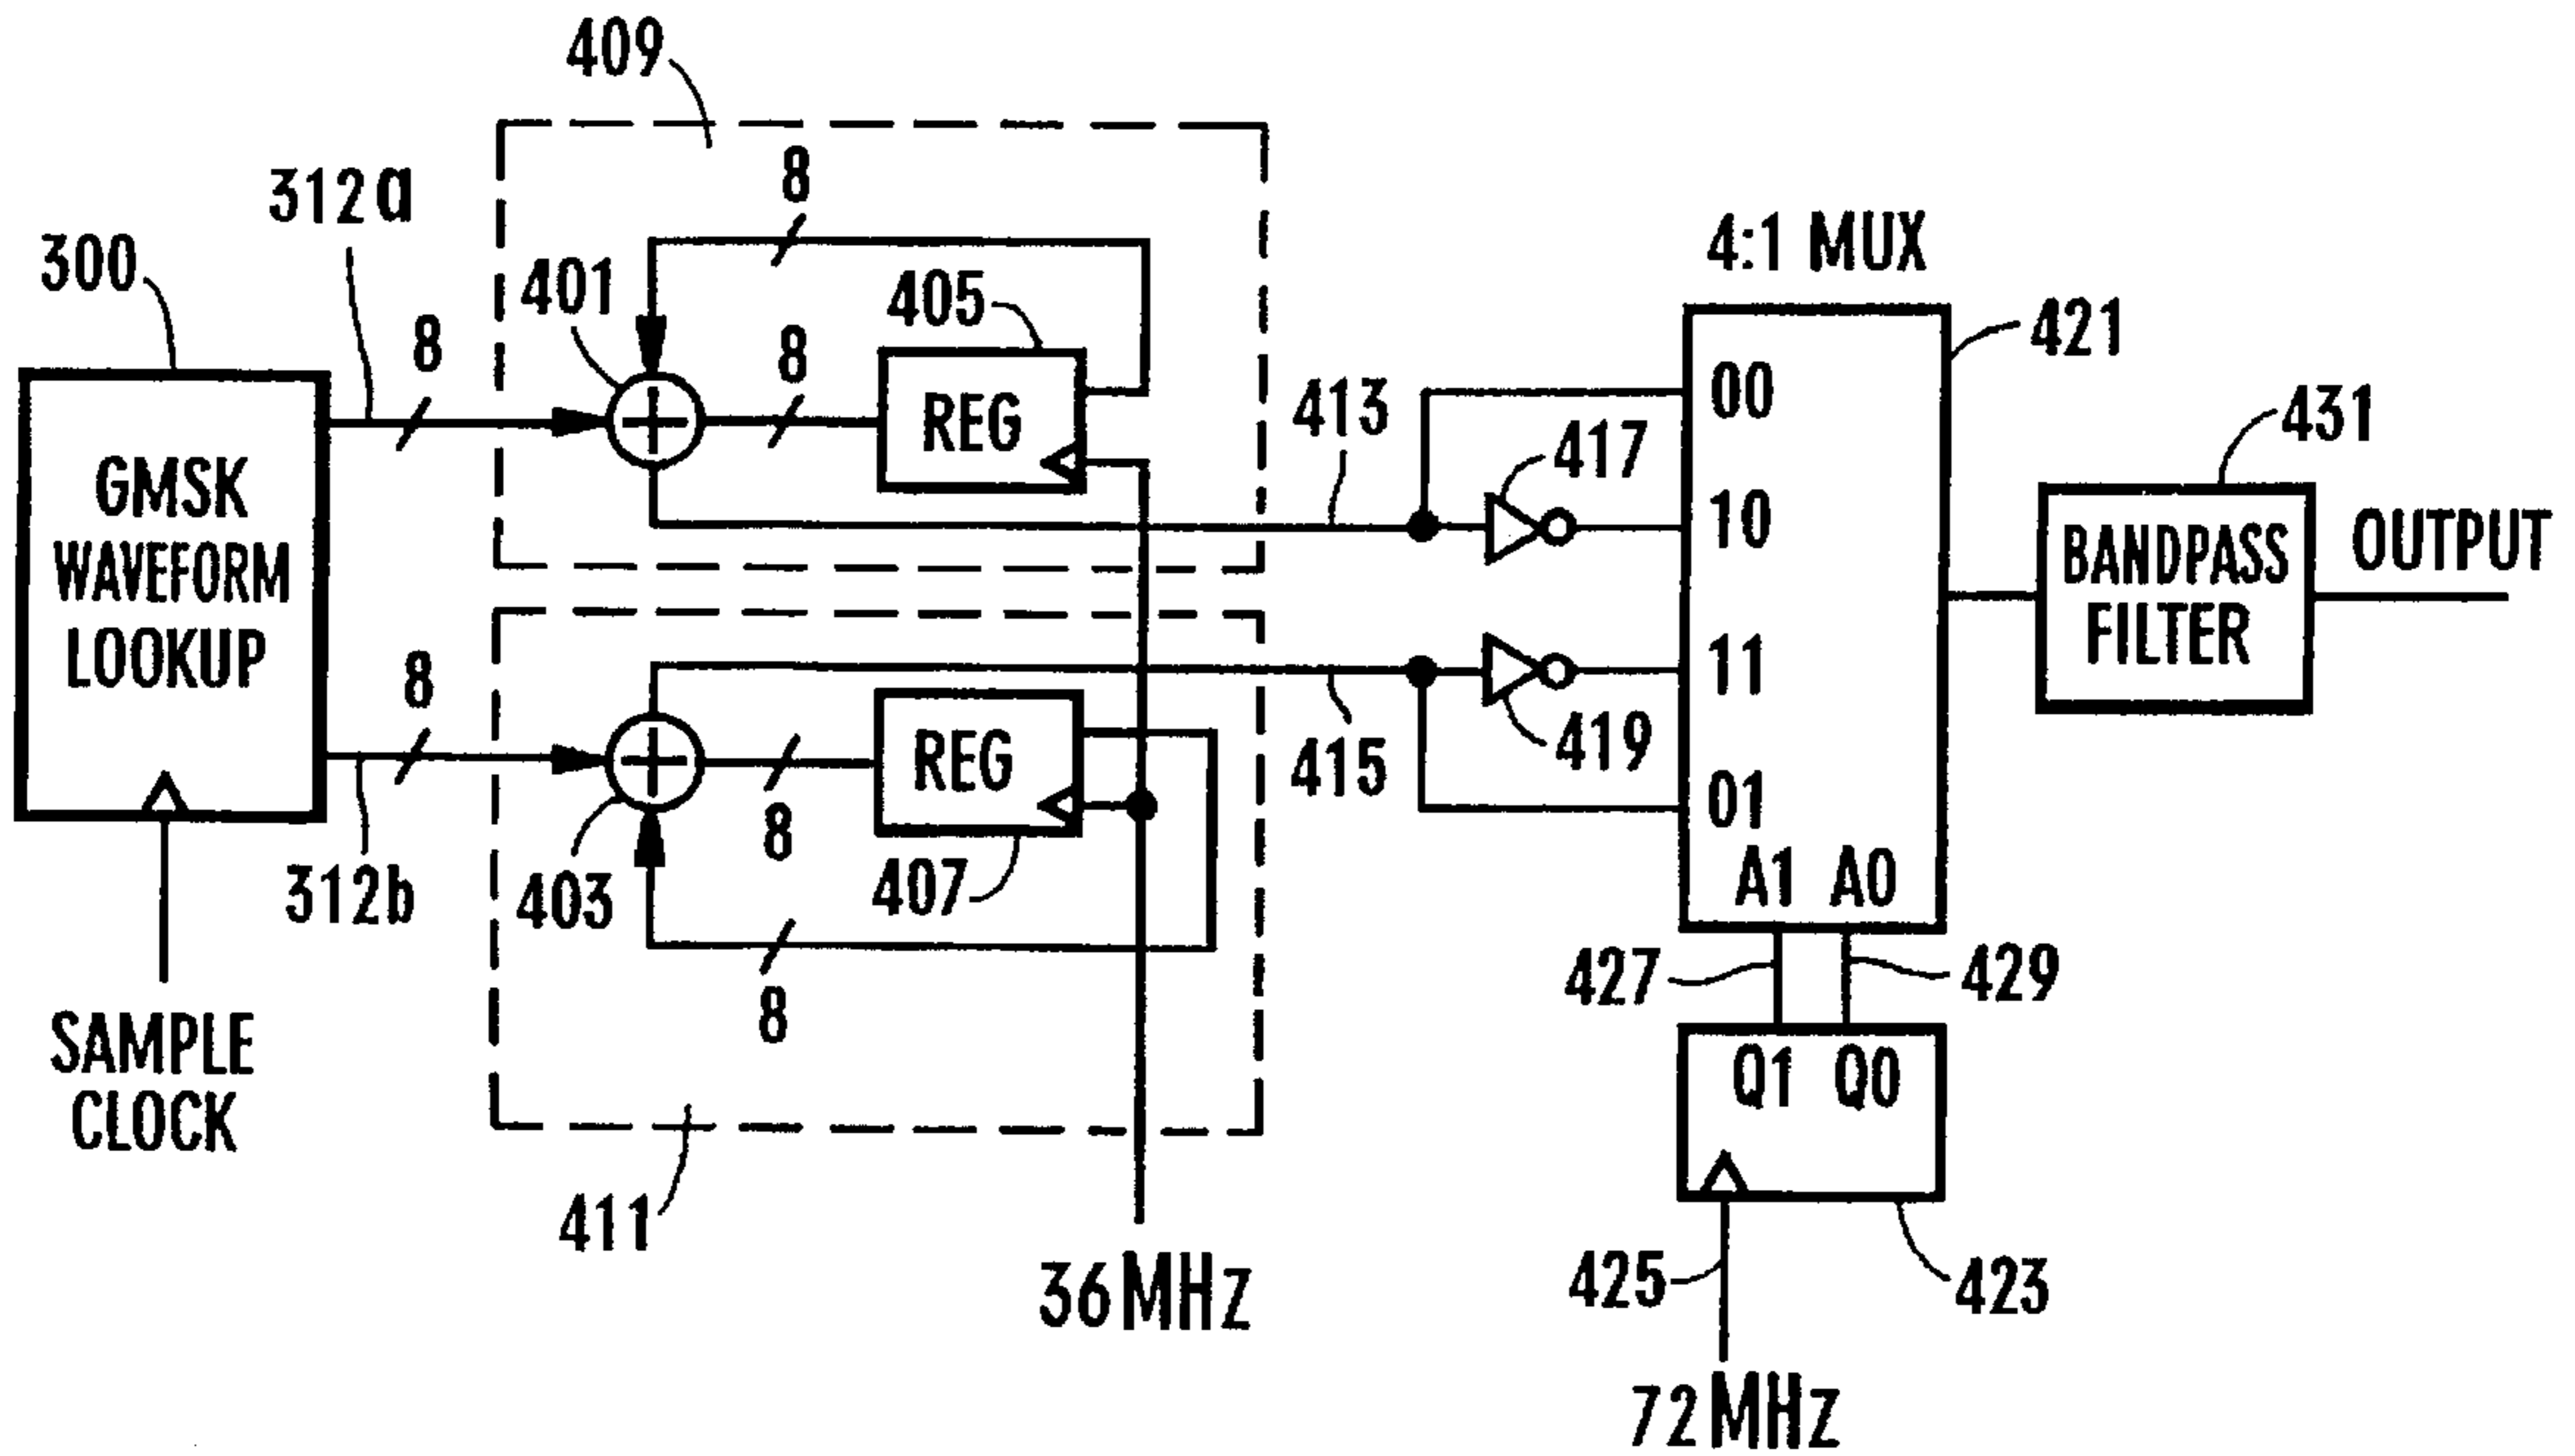 409
8
312a
300
401
8
8
405
REG
GMSK
WAVEFORM
LOOKUP
8
REG
403
8
407
312b
8
SAMPLE
CLOCK
411
36MHz
413
415
417
419
4:1 MUX
421
00
10
11
01
A1 A0
427
429
Q1 Q0
425
423
72MHz
431
BANDPASS
FILTER
OUTPUT